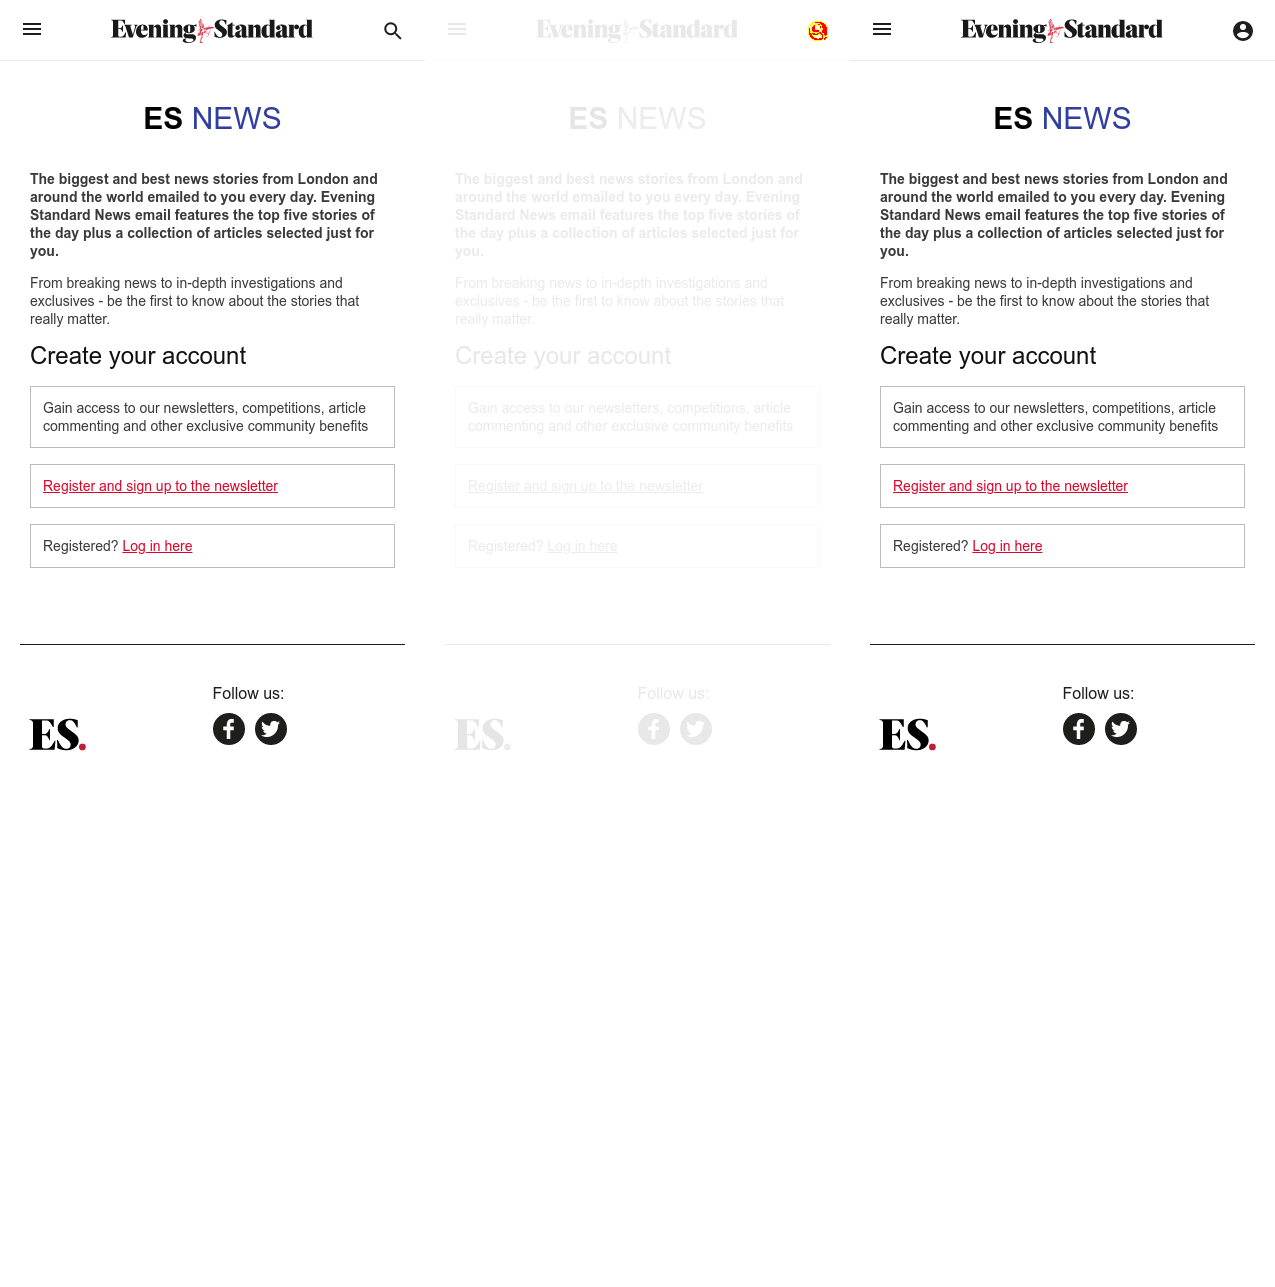 Evening Standard
ES NEWS
The biggest and best news stories from London and
around the world emailed to you every day. Evening
Standard News email features the top five stories of
the day plus a collection of articles selected just for
you.
From breaking news to in-depth investigations and
exclusives - be the first to know about the stories that
really matter.
Create your account
Gain access to our newsletters, competitions, article
commenting and other exclusive community benefits
Register and sign up to the newsletter
Registered? Log in here
Follow us:
ES.
Evening Standard
ES NEWS
The biggest and best news stories from London and
around the world emailed to you every day. Evening
Standard News email features the top five stories of
the day plus a collection of articles selected just for
you.
From breaking news to in-depth investigations and
exclusives - be the first to know about the stories that
really matter.
Create your account
Gain access to our newsletters, competitions, article
commenting and other exclusive community benefits
Register and sign up to the newsletter
Registered? Log in here
Follow us:
ES.
Evening Standard
ES NEWS
The biggest and best news stories from London and
around the world emailed to you every day. Evening
Standard News email features the top five stories of
the day plus a collection of articles selected just for
you.
From breaking news to in-depth investigations and
exclusives - be the first to know about the stories that
really matter.
Create your account
Gain access to our newsletters, competitions, article
commenting and other exclusive community benefits
Register and sign up to the newsletter
Registered? Log in here
Follow us:
ES.